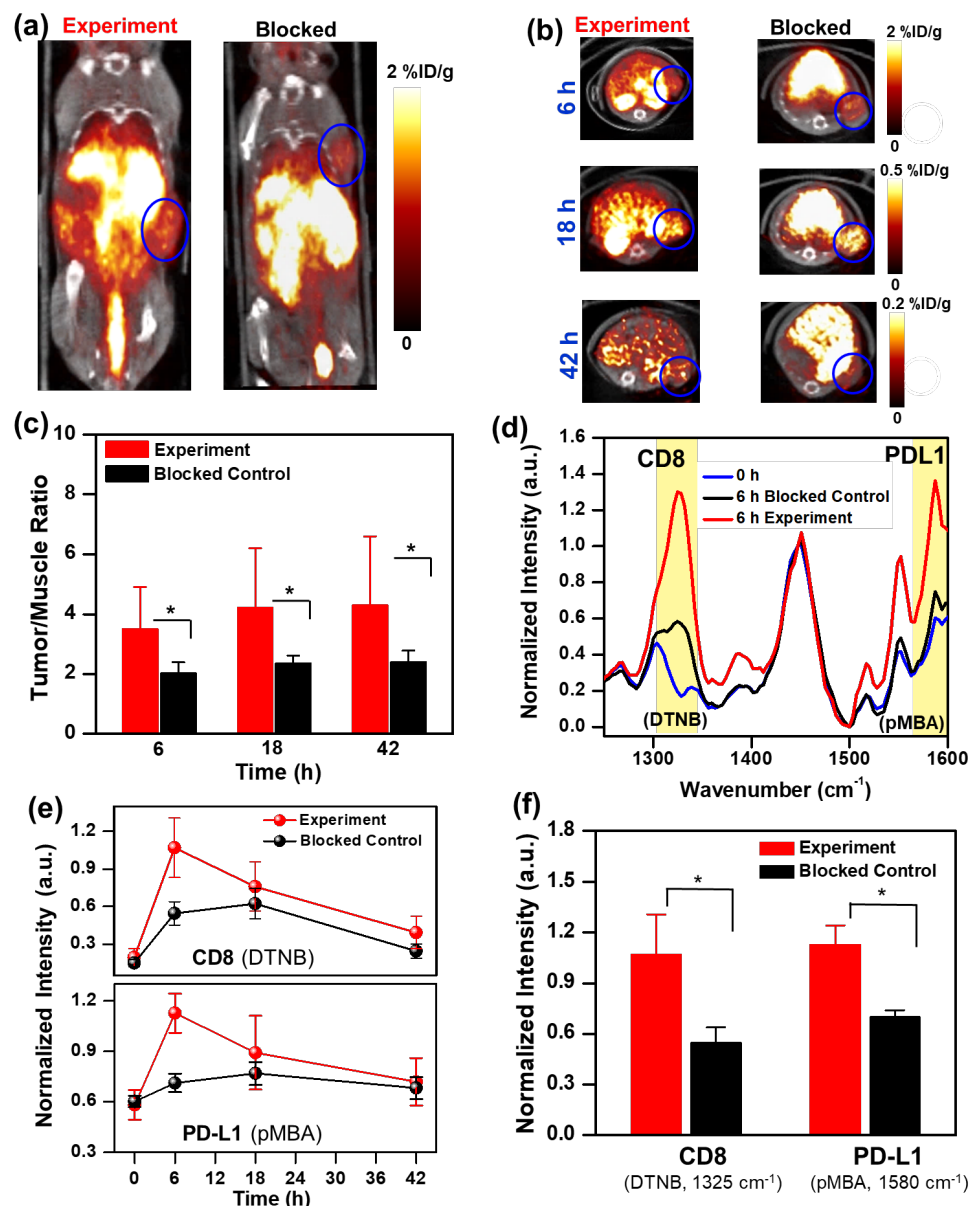 (a)
Experiment
Blocked
2 %ID/g
0
(b)
Experiment
Blocked
6 h
2 %ID/g
0
18 h
0.5 %ID/g
0
42 h
0.2 %ID/g
0
(c)
Tumor/Muscle Ratio
10
8
6
4
2
0
Experiment
Blocked Control
*
*
*
6
18
42
Time (h)
(d)
Normalized Intensity (a.u.)
1.6
1.4
1.2
1.0
0.8
0.6
0.4
0.2
0.0
CD8
PDL1
0 h
6 h Blocked Control
6 h Experiment
(DTNB)
(pMBA)
1300
1400
1500
1600
Wavenumber (cm⁻¹)
(e)
Normalized Intensity (a.u.)
1.2
0.9
0.6
0.3
Experiment
Blocked Control
CD8 (DTNB)
1.2
0.9
0.6
0.3
PD-L1 (pMBA)
0
6
12
18
24
30
36
42
Time (h)
(f)
Normalized Intensity (a.u.)
1.8
1.5
1.2
0.9
0.6
0.3
0.0
Experiment
Blocked Control
*
*
CD8
(DTNB, 1325 cm⁻¹)
PD-L1
(pMBA, 1580 cm⁻¹)